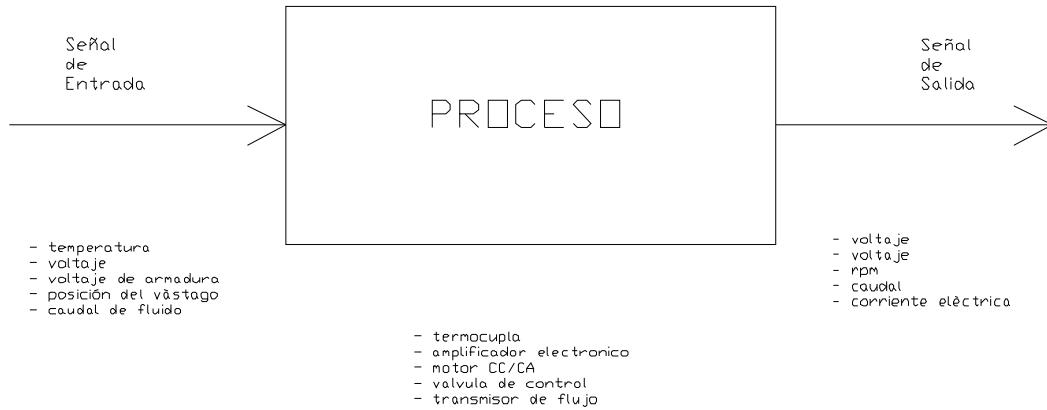 Señal
de
Entrada
PROCESO
Señal
de
Salida
- temperatura
- voltaje
- voltaje de armadura
- posición del vàstago
- caudal de fluido
- termocupla
- amplificador electronico
- motor CC/CA
- valvula de control
- transmisor de flujo
- voltaje
- voltaje
- rpm
- caudal
- corriente elèctrica